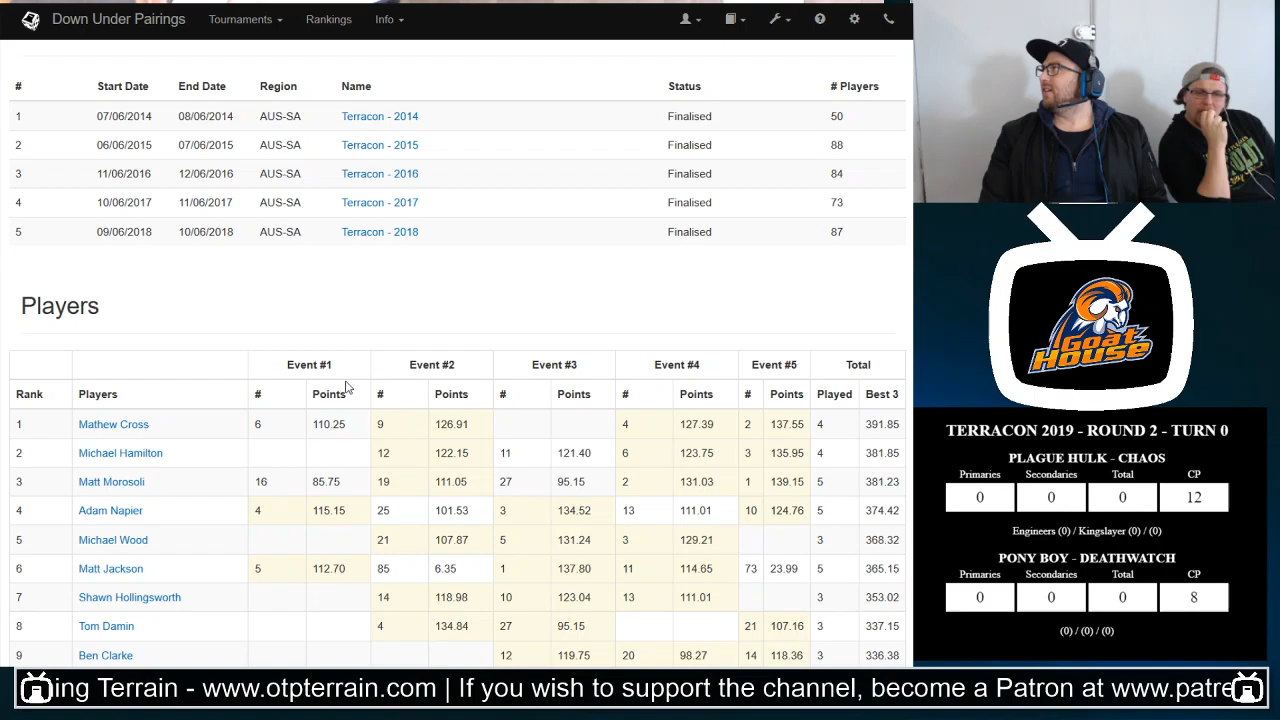 Down Under Pairings Tournaments Rankings Info
# Start Date End Date Region Name Status # Players
1 07/06/2014 08/06/2014 AUS-SA Terracon - 2014 Finalised 50
2 06/06/2015 07/06/2015 AUS-SA Terracon - 2015 Finalised 88
3 11/06/2016 12/06/2016 AUS-SA Terracon - 2016 Finalised 84
4 10/06/2017 11/06/2017 AUS-SA Terracon - 2017 Finalised 73
5 09/06/2018 10/06/2018 AUS-SA Terracon - 2018 Finalised 87
Players
Event #1 Event #2 Event #3 Event #4 Event #5 Total
Rank Players # Points # Points # Points # Points # Points Played Best 3
1 Mathew Cross 6 110.25 9 126.91 4 127.39 2 137.55 4 391.85
2 Michael Hamilton 12 122.15 11 121.40 6 123.75 3 135.95 4 381.85
3 Matt Morosoli 16 85.75 19 111.05 27 95.15 2 131.03 1 139.15 5 381.23
4 Adam Napier 4 115.15 25 101.53 3 134.52 13 111.01 10 124.76 5 374.42
5 Michael Wood 21 107.87 5 131.24 3 129.21 3 368.32
6 Matt Jackson 5 112.70 85 6.35 1 137.80 11 114.65 73 23.99 5 365.15
7 Shawn Hollingsworth 14 118.98 10 123.04 13 111.01 3 353.02
8 Tom Damin 4 134.84 27 95.15 21 107.16 3 337.15
9 Ben Clarke 12 119.75 20 98.27 14 118.36 3 336.38
Goat
House
TERRACON 2019 - ROUND 2 - TURN 0
PLAGUE HULK - CHAOS
Primaries Secondaries Total CP
0 0 0 12
Engineers (0) / Kingslayer (0) / (0)
PONY BOY - DEATHWATCH
Primaries Secondaries Total CP
0 0 0 8
(0) / (0) / (0)
ing Terrain - www.otpterrain.com | If you wish to support the channel, become a Patron at www.patre